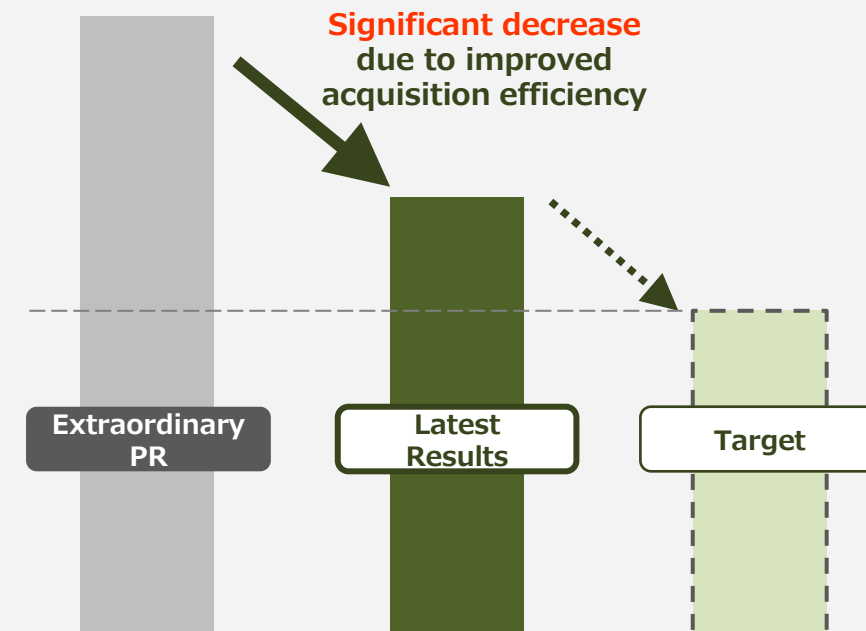 Significant decrease
due to improved
acquisition efficiency
Extraordinary
PR
Latest
Results
Target